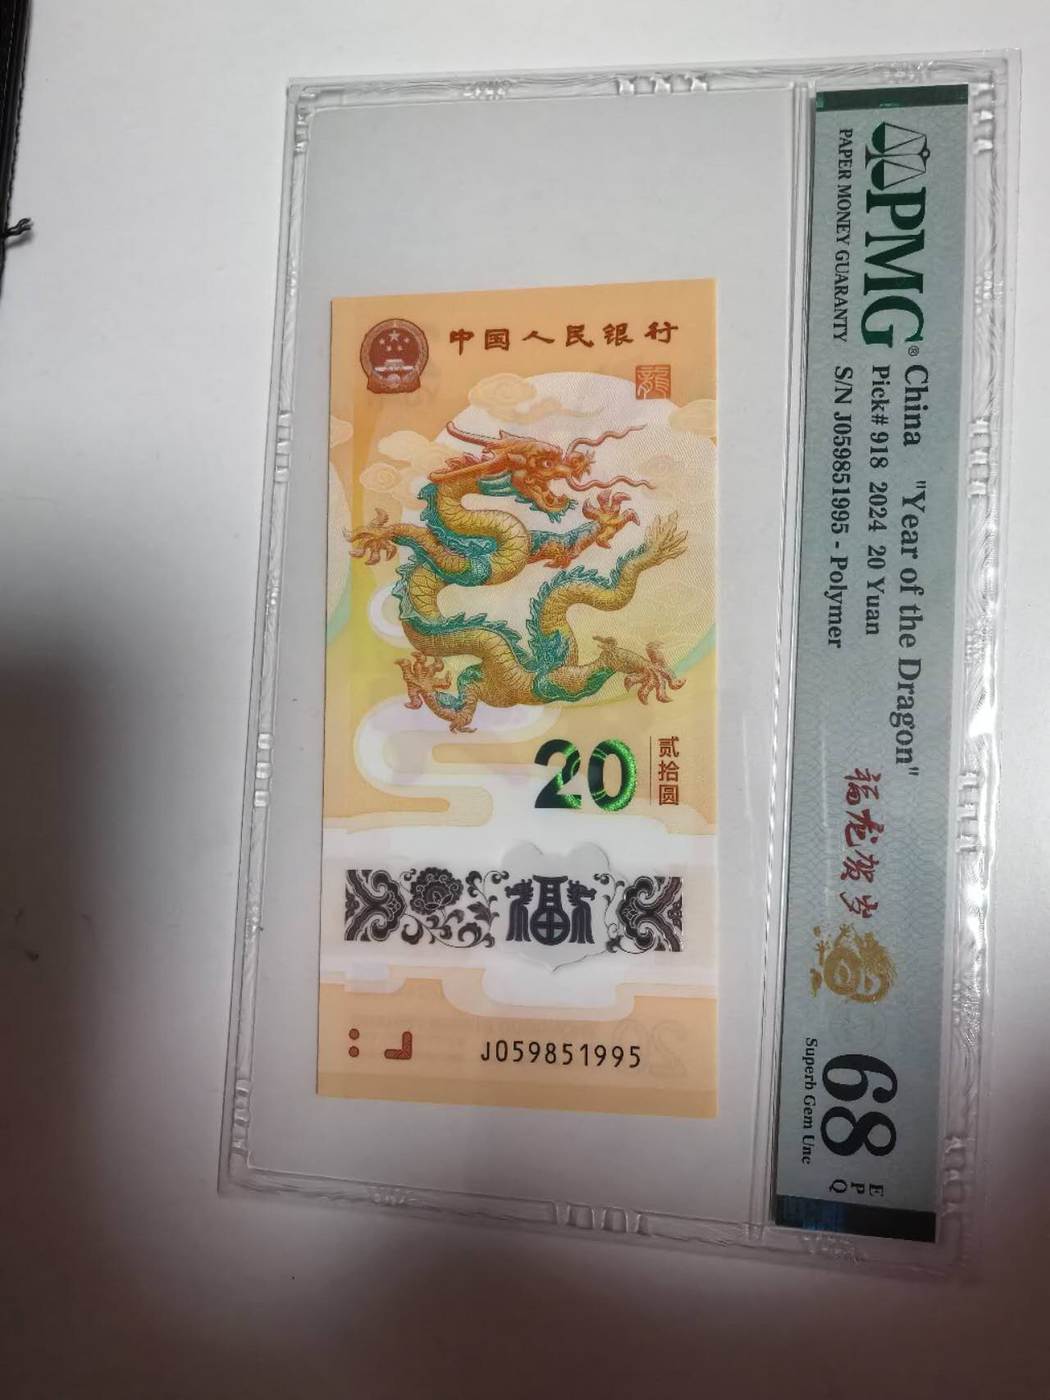 中国人民银行
龍
20
贰拾圆
福
J059851995
PMG®
PAPER MONEY GUARANTY
China "Year of the Dragon"
Pick# 918 2024 20 Yuan
S/N J059851995 - Polymer
福龙贺岁
68
EPQ
Superb Gem Unc